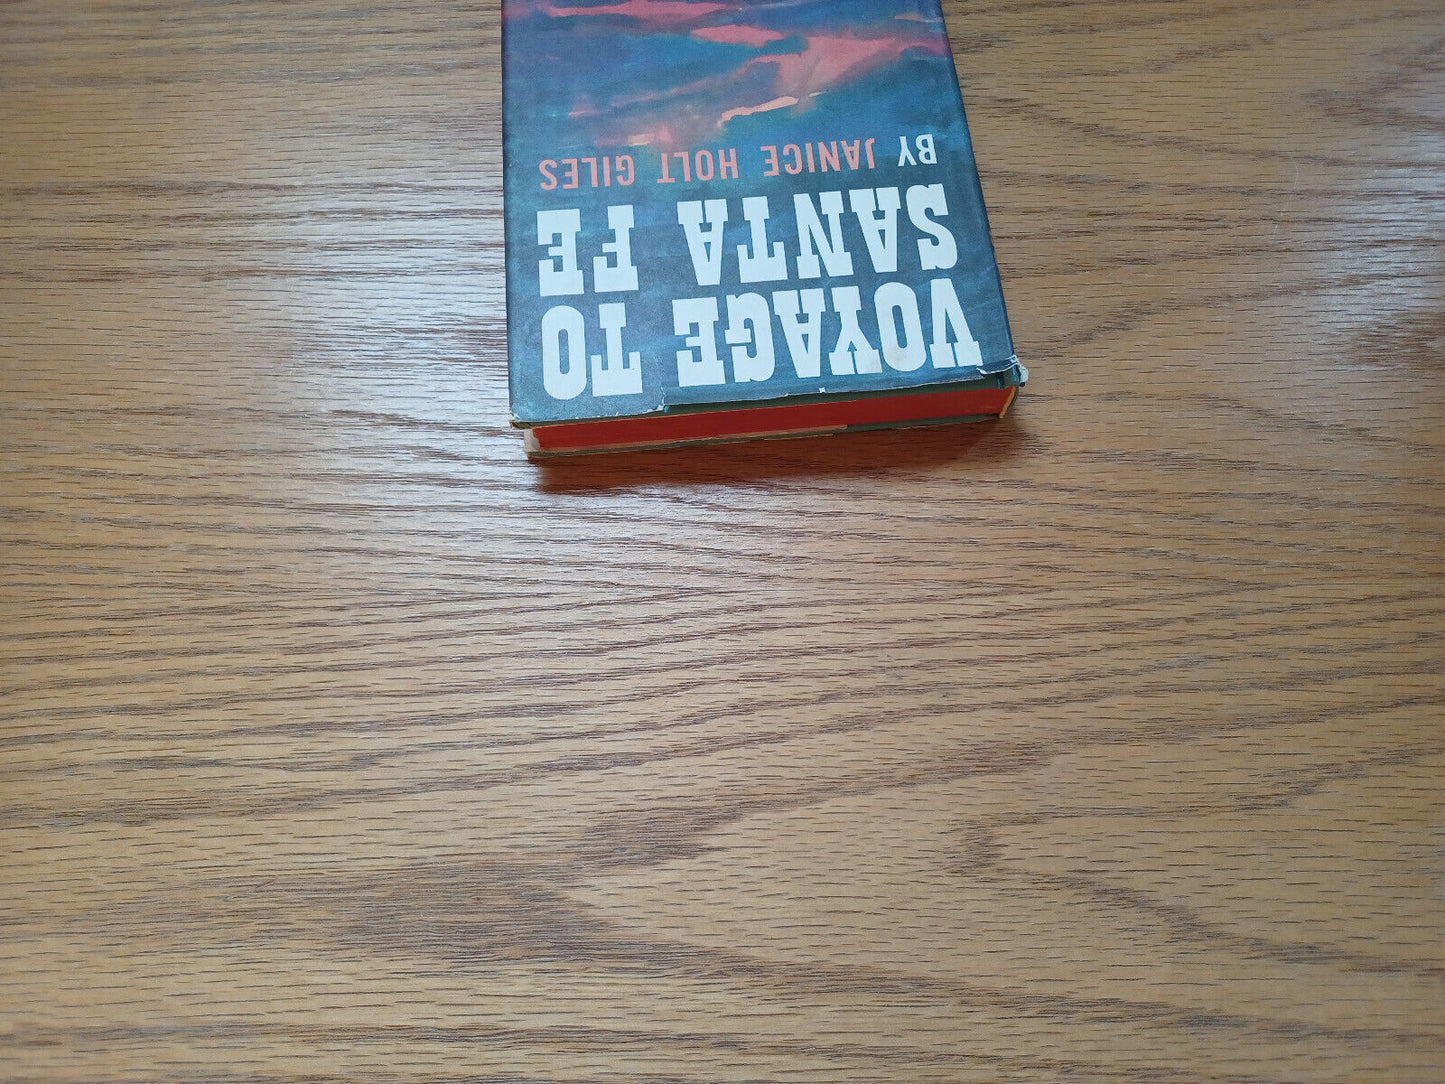 VOYAGE TO
SANTA FE
BY JANICE HOLT GILES